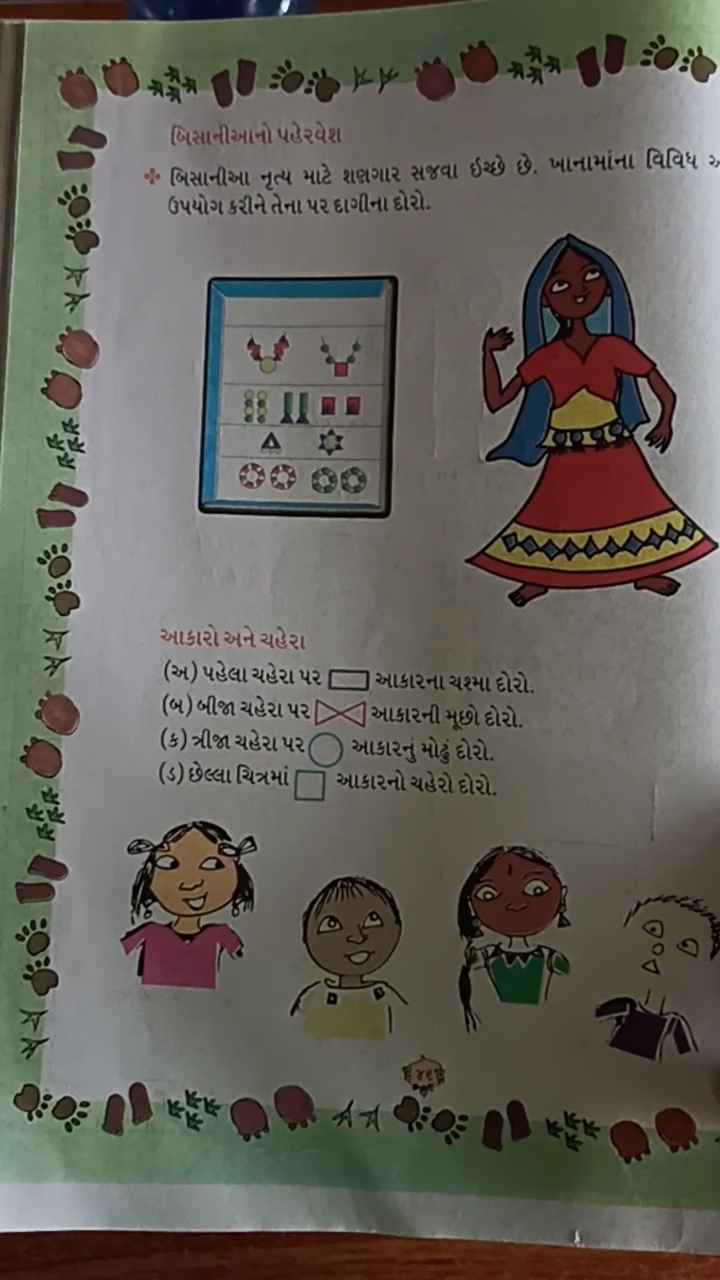 બિસાનીઆનો પહેરવેશ
બિસાનીઆ નૃત્ય માટે શણગાર સજવા ઇચ્છે છે. ખાનામાંના વિવિધ
ઉપયોગ કરીને તેના પર દાગીના દોરો.
આકારો અને ચહેરા
(અ) પહેલા ચહેરા પર આકારના ચશ્મા દોરો.
(બ) બીજા ચહેરા પર આકારની મૂછો દોરો.
(ક) ત્રીજા ચહેરા પર આકારનું મોઢું દોરો.
(ડ) છેલ્લા ચિત્રમાં આકારનો ચહેરો દોરો.